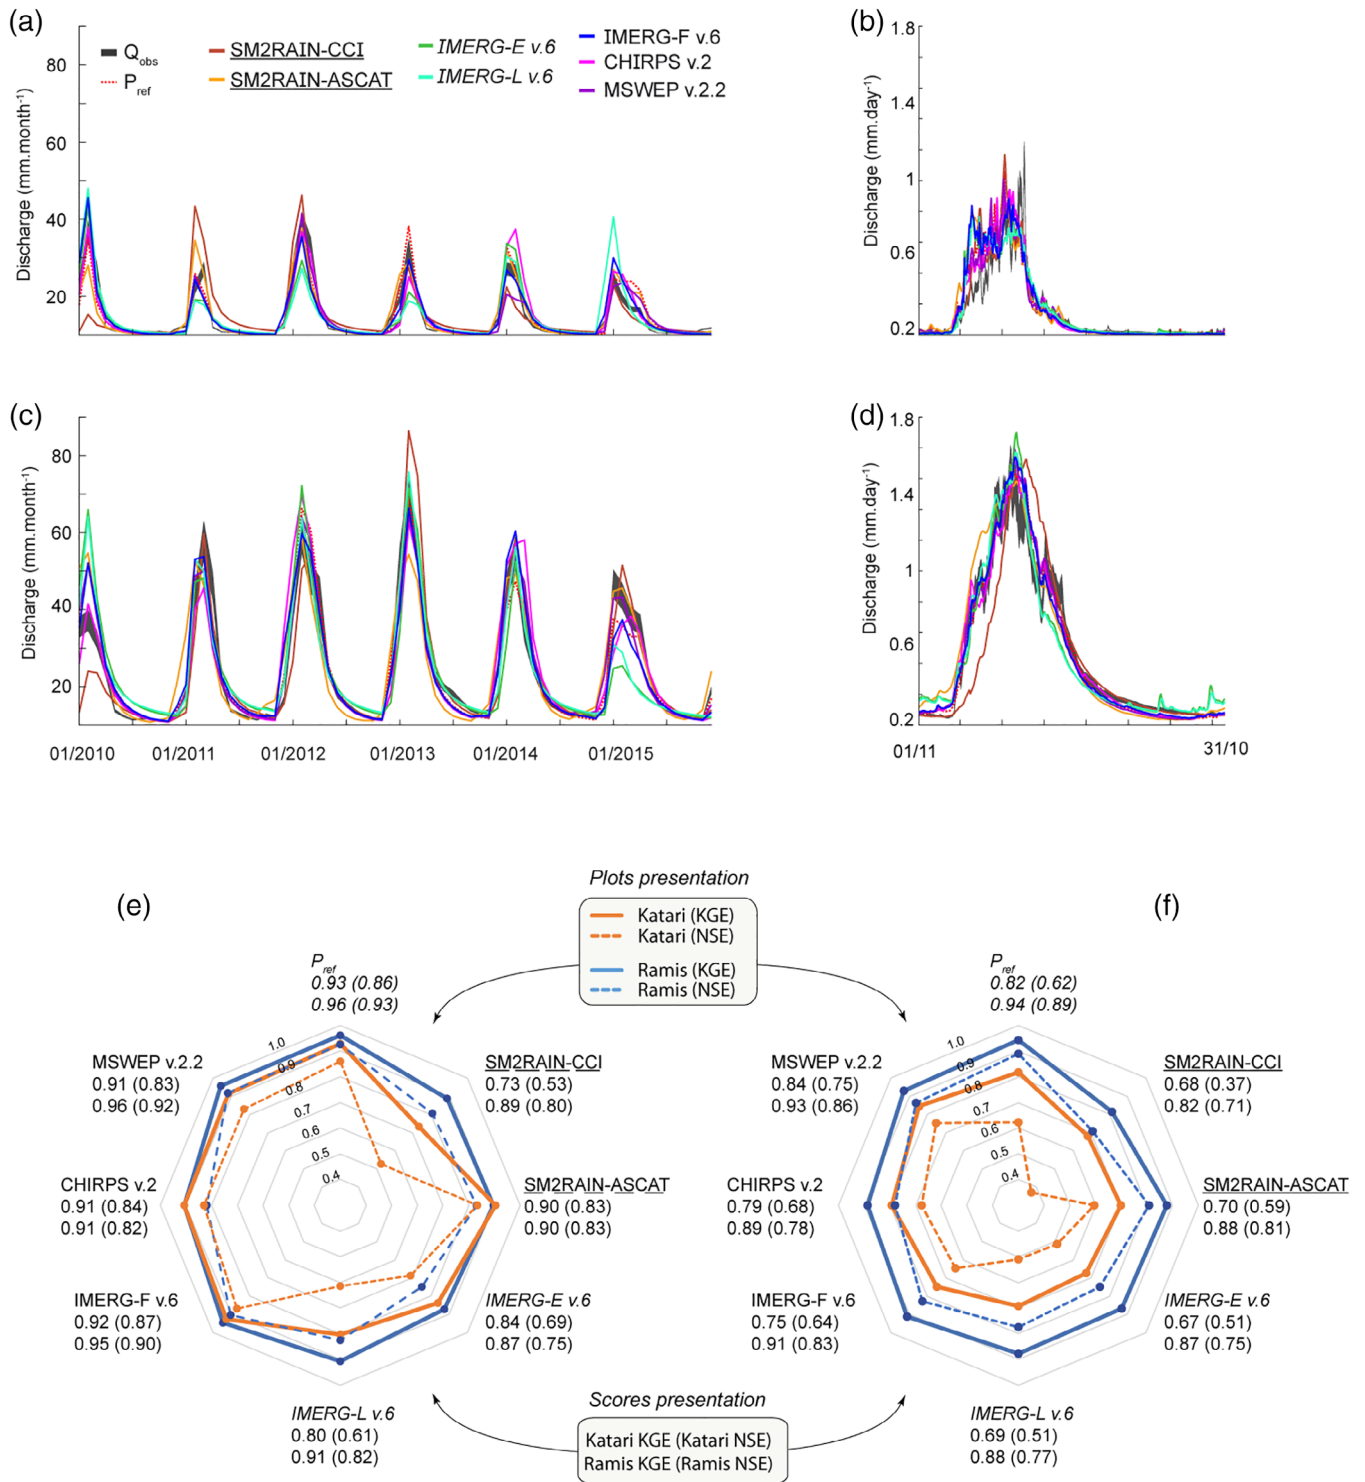 (a)
Discharge (mm.month⁻¹)
80
60
40
20
Q_obs
P_ref
SM2RAIN-CCI
SM2RAIN-ASCAT
IMERG-E v.6
IMERG-L v.6
IMERG-F v.6
CHIRPS v.2
MSWEP v.2.2
(b)
Discharge (mm.day⁻¹)
1.8
1.4
1
0.6
0.2
(c)
Discharge (mm.month⁻¹)
80
60
40
20
01/2010 01/2011 01/2012 01/2013 01/2014 01/2015
(d)
Discharge (mm.day⁻¹)
1.8
1.4
1
0.6
0.2
01/11 31/10
Plots presentation
Katari (KGE)
Katari (NSE)
Ramis (KGE)
Ramis (NSE)
(e)
P_ref
0.93 (0.86)
0.96 (0.93)
SM2RAIN-CCI
0.73 (0.53)
0.89 (0.80)
SM2RAIN-ASCAT
0.90 (0.83)
0.90 (0.83)
IMERG-E v.6
0.84 (0.69)
0.87 (0.75)
IMERG-L v.6
0.80 (0.61)
0.91 (0.82)
IMERG-F v.6
0.92 (0.87)
0.95 (0.90)
CHIRPS v.2
0.91 (0.84)
0.91 (0.82)
MSWEP v.2.2
0.91 (0.83)
0.96 (0.92)
1.0
0.9
0.8
0.7
0.6
0.5
0.4
(f)
P_ref
0.82 (0.62)
0.94 (0.89)
SM2RAIN-CCI
0.68 (0.37)
0.82 (0.71)
SM2RAIN-ASCAT
0.70 (0.59)
0.88 (0.81)
IMERG-E v.6
0.67 (0.51)
0.87 (0.75)
IMERG-L v.6
0.69 (0.51)
0.88 (0.77)
IMERG-F v.6
0.75 (0.64)
0.91 (0.83)
CHIRPS v.2
0.79 (0.68)
0.89 (0.78)
MSWEP v.2.2
0.84 (0.75)
0.93 (0.86)
1.0
0.9
0.8
0.7
0.6
0.5
0.4
Scores presentation
Katari KGE (Katari NSE)
Ramis KGE (Ramis NSE)